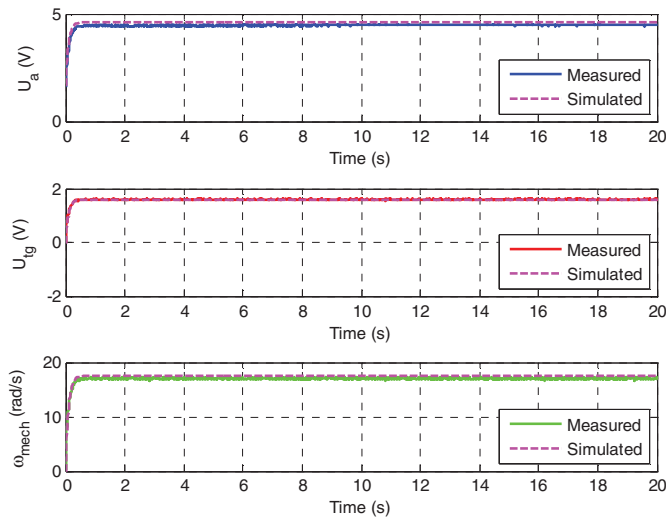 5
U_a (V)
Measured
Simulated
0
0 2 4 6 8 10 12 14 16 18 20
Time (s)
2
U_tg (V)
0
Measured
Simulated
-2
0 2 4 6 8 10 12 14 16 18 20
Time (s)
20
ω_mech (rad/s)
10
Measured
Simulated
0
0 2 4 6 8 10 12 14 16 18 20
Time (s)